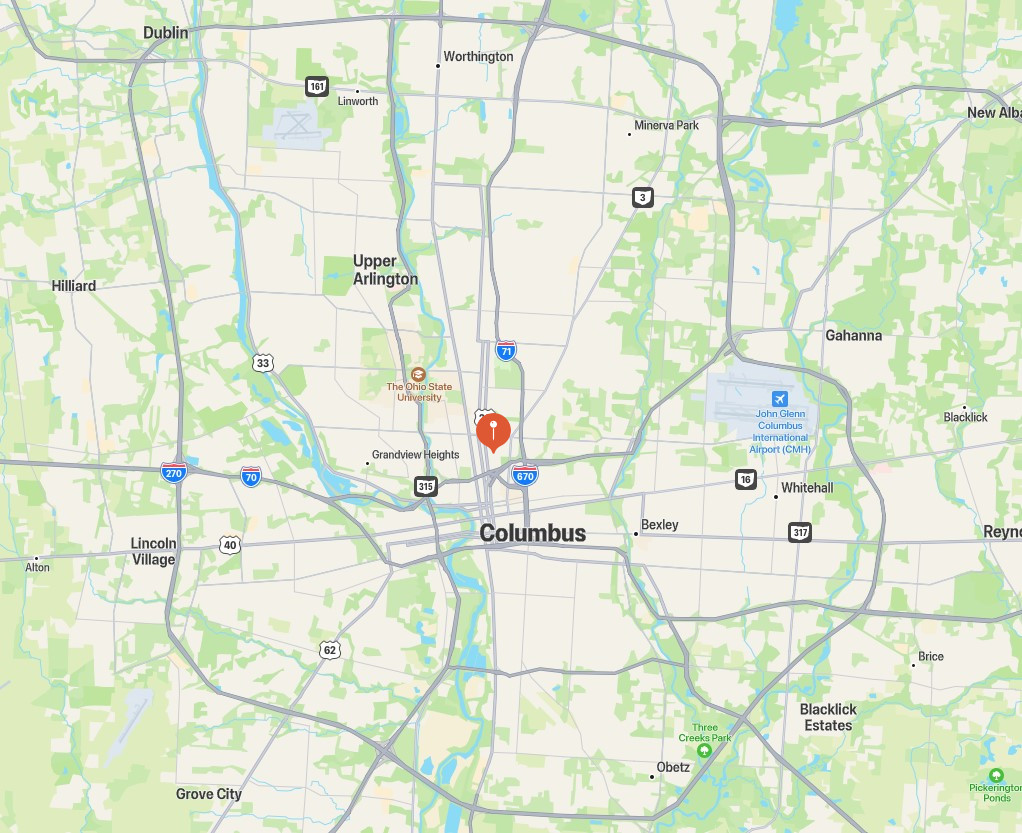 Dublin
Worthington
161
Linworth
New Alba
Minerva Park
3
Upper
Arlington
Hilliard
Gahanna
71
33
The Ohio State
University
John Glenn
Columbus
International
Airport (CMH)
Blacklick
Grandview Heights
270
70
670
315
16
Whitehall
Columbus
Bexley
317
Reyno
40
Lincoln
Village
Alton
62
Brice
Blacklick
Estates
Three
Creeks Park
Obetz
Pickerington
Ponds
Grove City